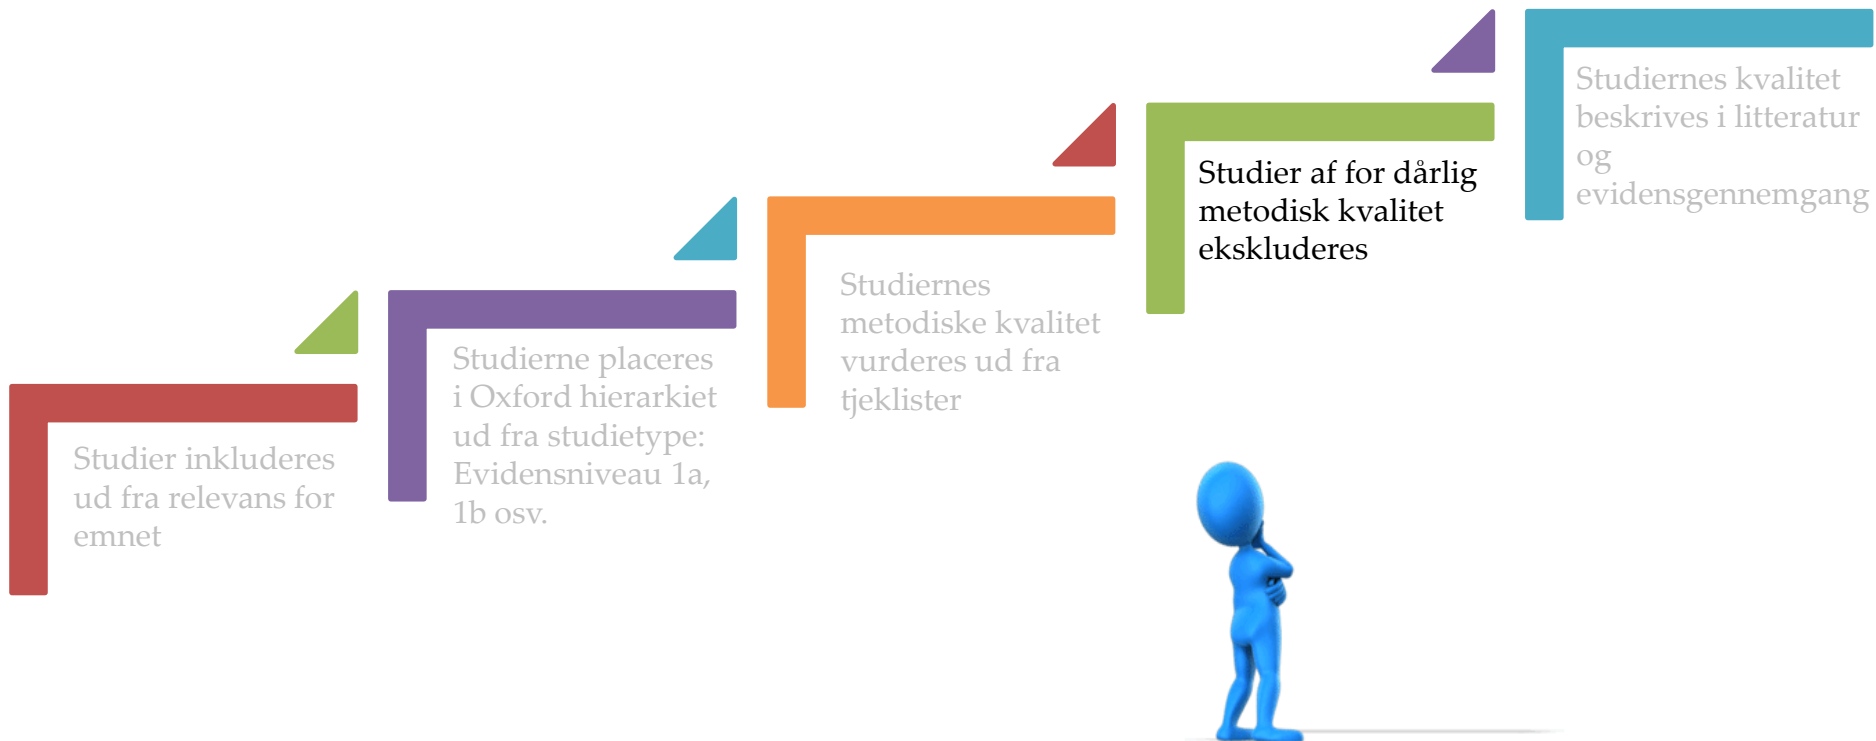 Studier inkluderes
ud fra relevans for
emnet
Studierne placeres
i Oxford hierarkiet
ud fra studietype:
Evidensniveau 1a,
1b osv.
Studiernes
metodiske kvalitet
vurderes ud fra
tjeklister
Studier af for dårlig
metodisk kvalitet
ekskluderes
Studiernes kvalitet
beskrives i litteratur
og
evidensgennemgang